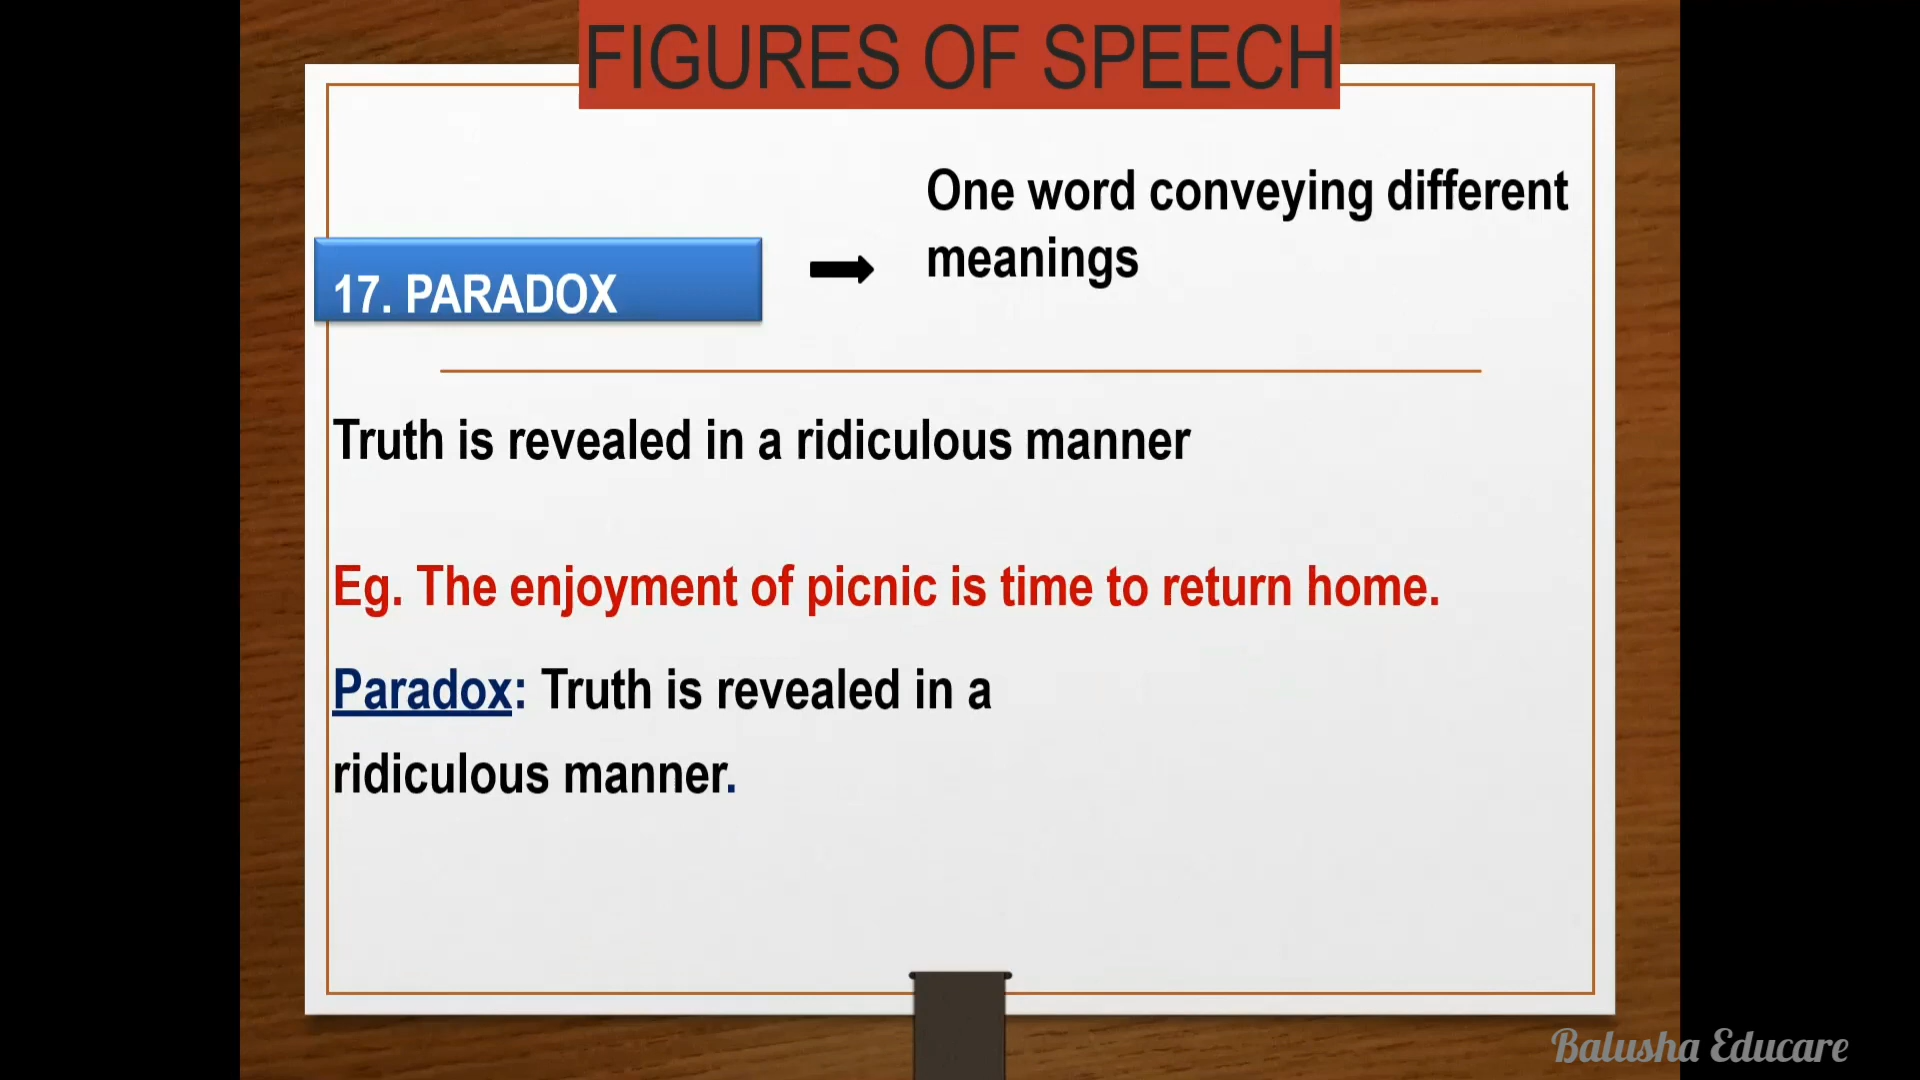 FIGURES OF SPEECH
One word conveying different
meanings
17. PARADOX
Truth is revealed in a ridiculous manner
Eg. The enjoyment of picnic is time to return home.
Paradox: Truth is revealed in a
ridiculous manner.
Balusha Educare